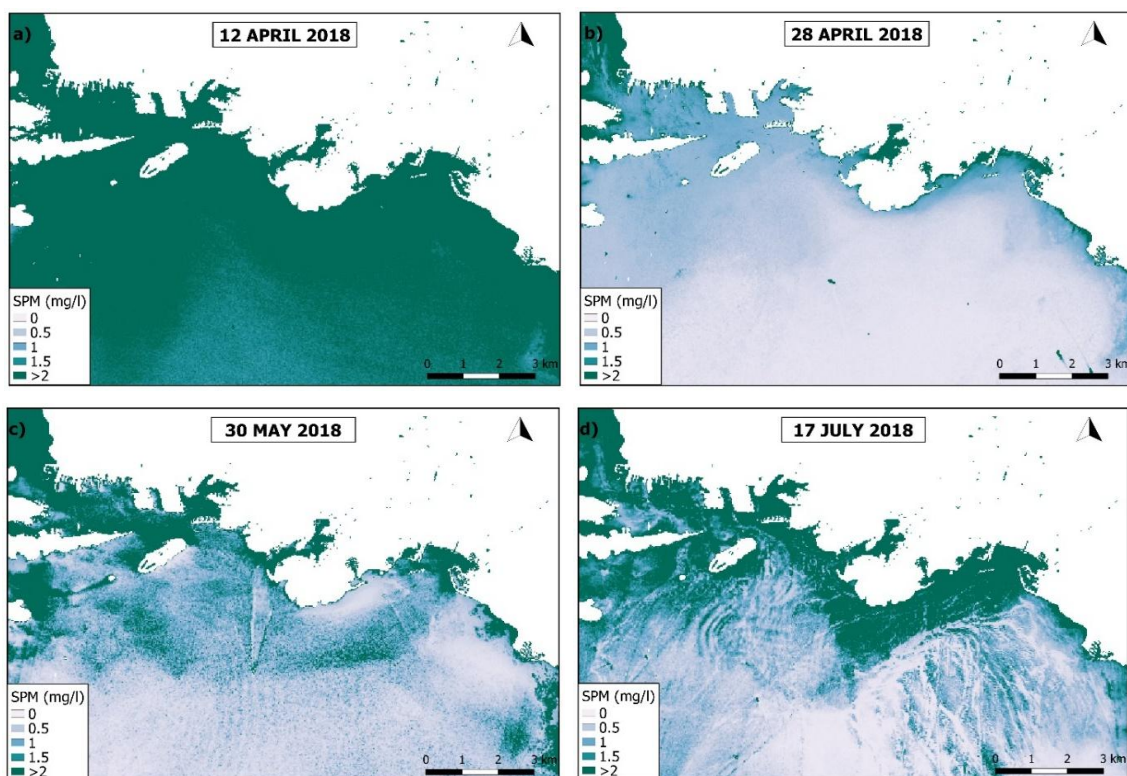 a)
12 APRIL 2018
SPM (mg/l)
0
0.5
1
1.5
>2
0 1 2 3 km
b)
28 APRIL 2018
SPM (mg/l)
0
0.5
1
1.5
>2
0 1 2 3 km
c)
30 MAY 2018
SPM (mg/l)
0
0.5
1
1.5
>2
0 1 2 3 km
d)
17 JULY 2018
SPM (mg/l)
0
0.5
1
1.5
>2
0 1 2 3 km